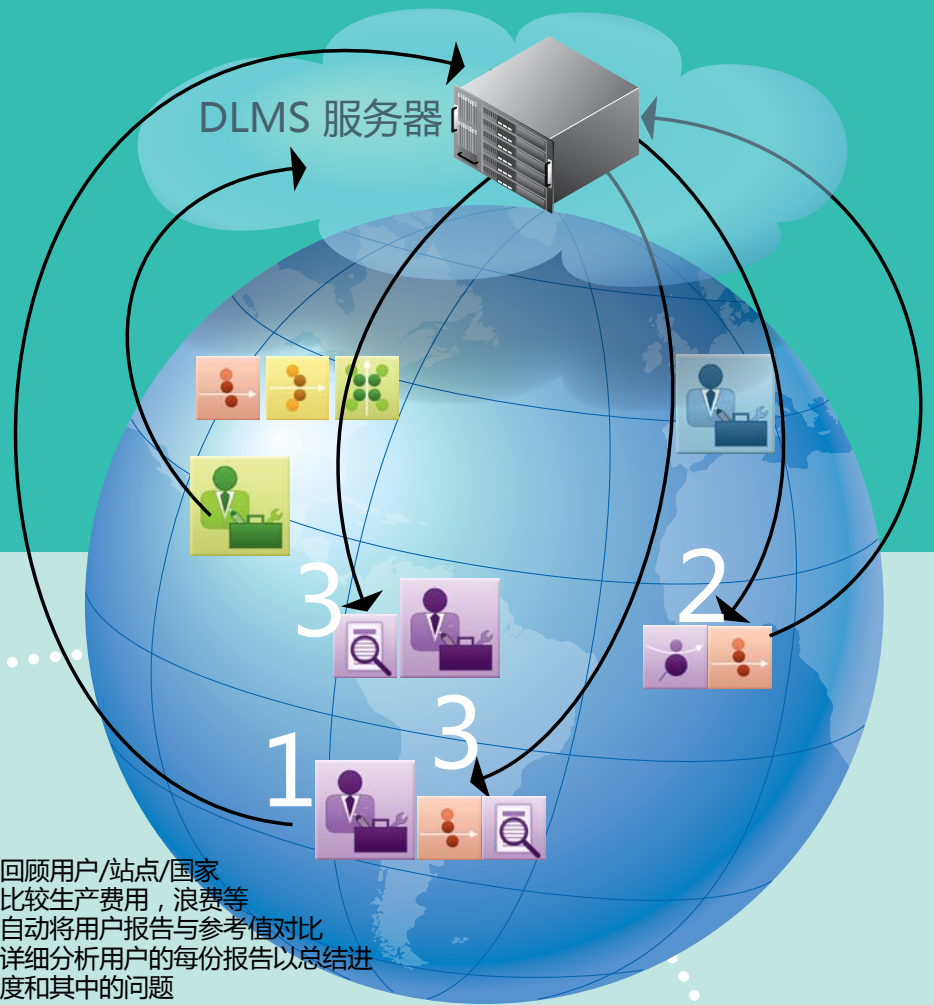 DLMS 服务器
3
2
3
1
回顾用户/站点/国家
比较生产费用，浪费等
自动将用户报告与参考值对比
详细分析用户的每份报告以总结进
度和其中的问题